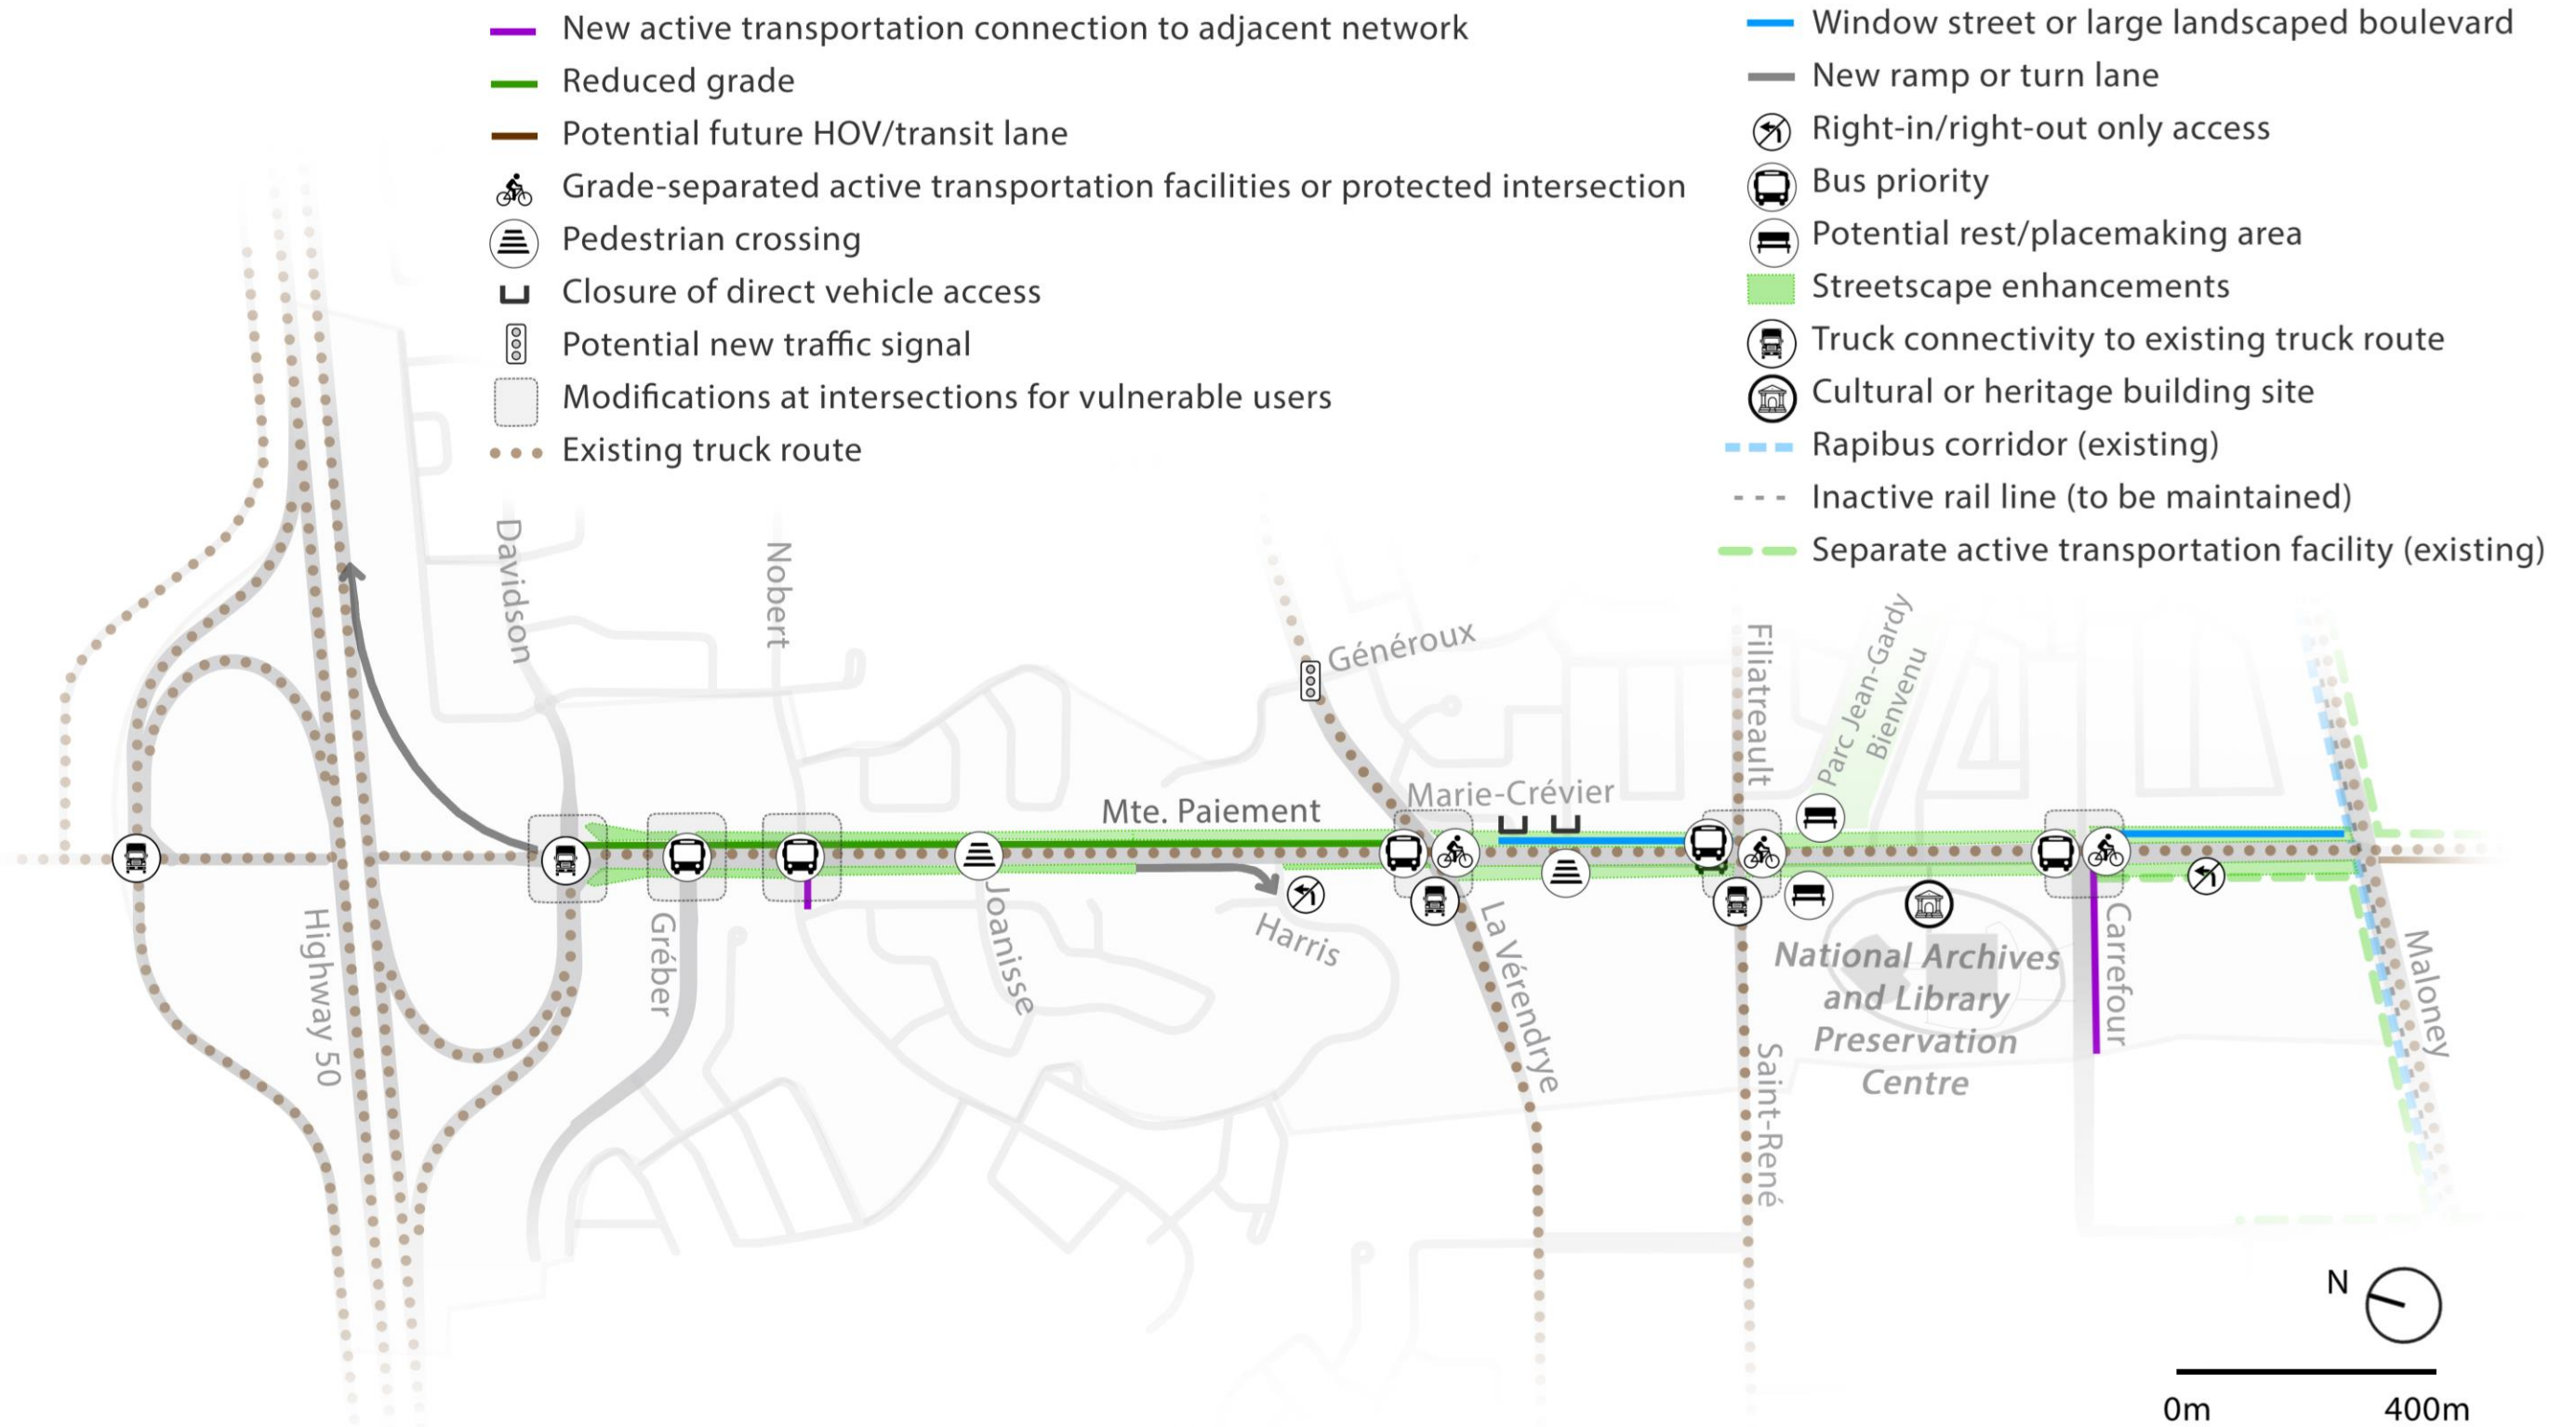 New active transportation connection to adjacent network
Reduced grade
Potential future HOV/transit lane
Grade-separated active transportation facilities or protected intersection
Pedestrian crossing
Closure of direct vehicle access
Potential new traffic signal
Modifications at intersections for vulnerable users
Existing truck route
Window street or large landscaped boulevard
New ramp or turn lane
Right-in/right-out only access
Bus priority
Potential rest/placemaking area
Streetscape enhancements
Truck connectivity to existing truck route
Cultural or heritage building site
Rapibus corridor (existing)
Inactive rail line (to be maintained)
Separate active transportation facility (existing)
Davidson
Nobert
Généroux
Filiatreault
Parc Jean-Gardy
Bienvenu
Mte. Paiement
Marie-Crévier
Highway 50
Gréber
Joanisse
Harris
La Vérendrye
Saint-René
National Archives
and Library
Preservation
Centre
Carrefour
Maloney
N
0m
400m